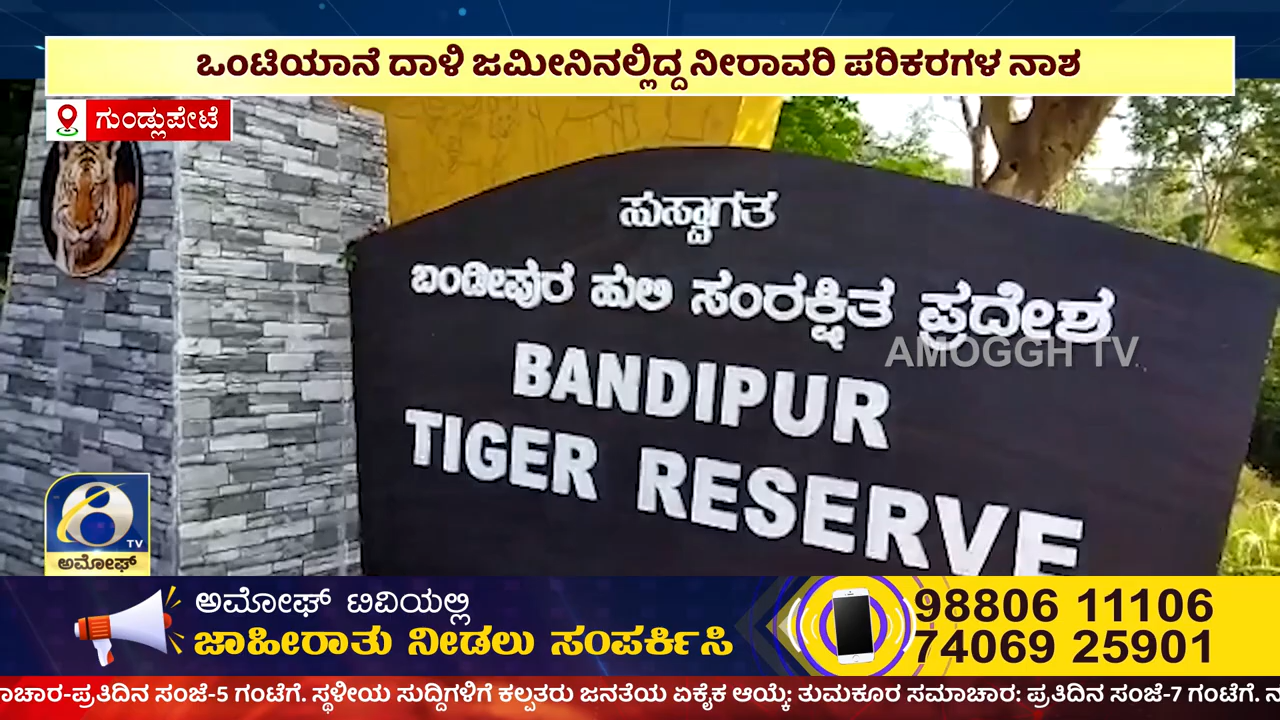 ಒಂಟಿಯಾನೆ ದಾಳಿ ಜಮೀನಿನಲ್ಲಿದ್ದ ನೀರಾವರಿ ಪರಿಕರಗಳ ನಾಶ
ಗುಂಡ್ಲುಪೇಟೆ
ಸುಸ್ವಾಗತ
ಬಂಡೀಪುರ ಹುಲಿ ಸಂರಕ್ಷಿತ ಪ್ರದೇಶ
AMOGGH TV
BANDIPUR
TIGER RESERVE
TV
ಅಮೋಘ್
ಅಮೋಘ್ ಟಿವಿಯಲ್ಲಿ
ಜಾಹೀರಾತು ನೀಡಲು ಸಂಪರ್ಕಿಸಿ
98806 11106
74069 25901
ಾಚಾರ-ಪ್ರತಿದಿನ ಸಂಜೆ-5 ಗಂಟೆಗೆ. ಸ್ಥಳೀಯ ಸುದ್ದಿಗಳಿಗೆ ಕಲ್ಪತರು ಜನತೆಯ ಏಕೈಕ ಆಯ್ಕೆ: ತುಮಕೂರ ಸಮಾಚಾರ: ಪ್ರತಿದಿನ ಸಂಜೆ-7 ಗಂಟೆಗೆ.